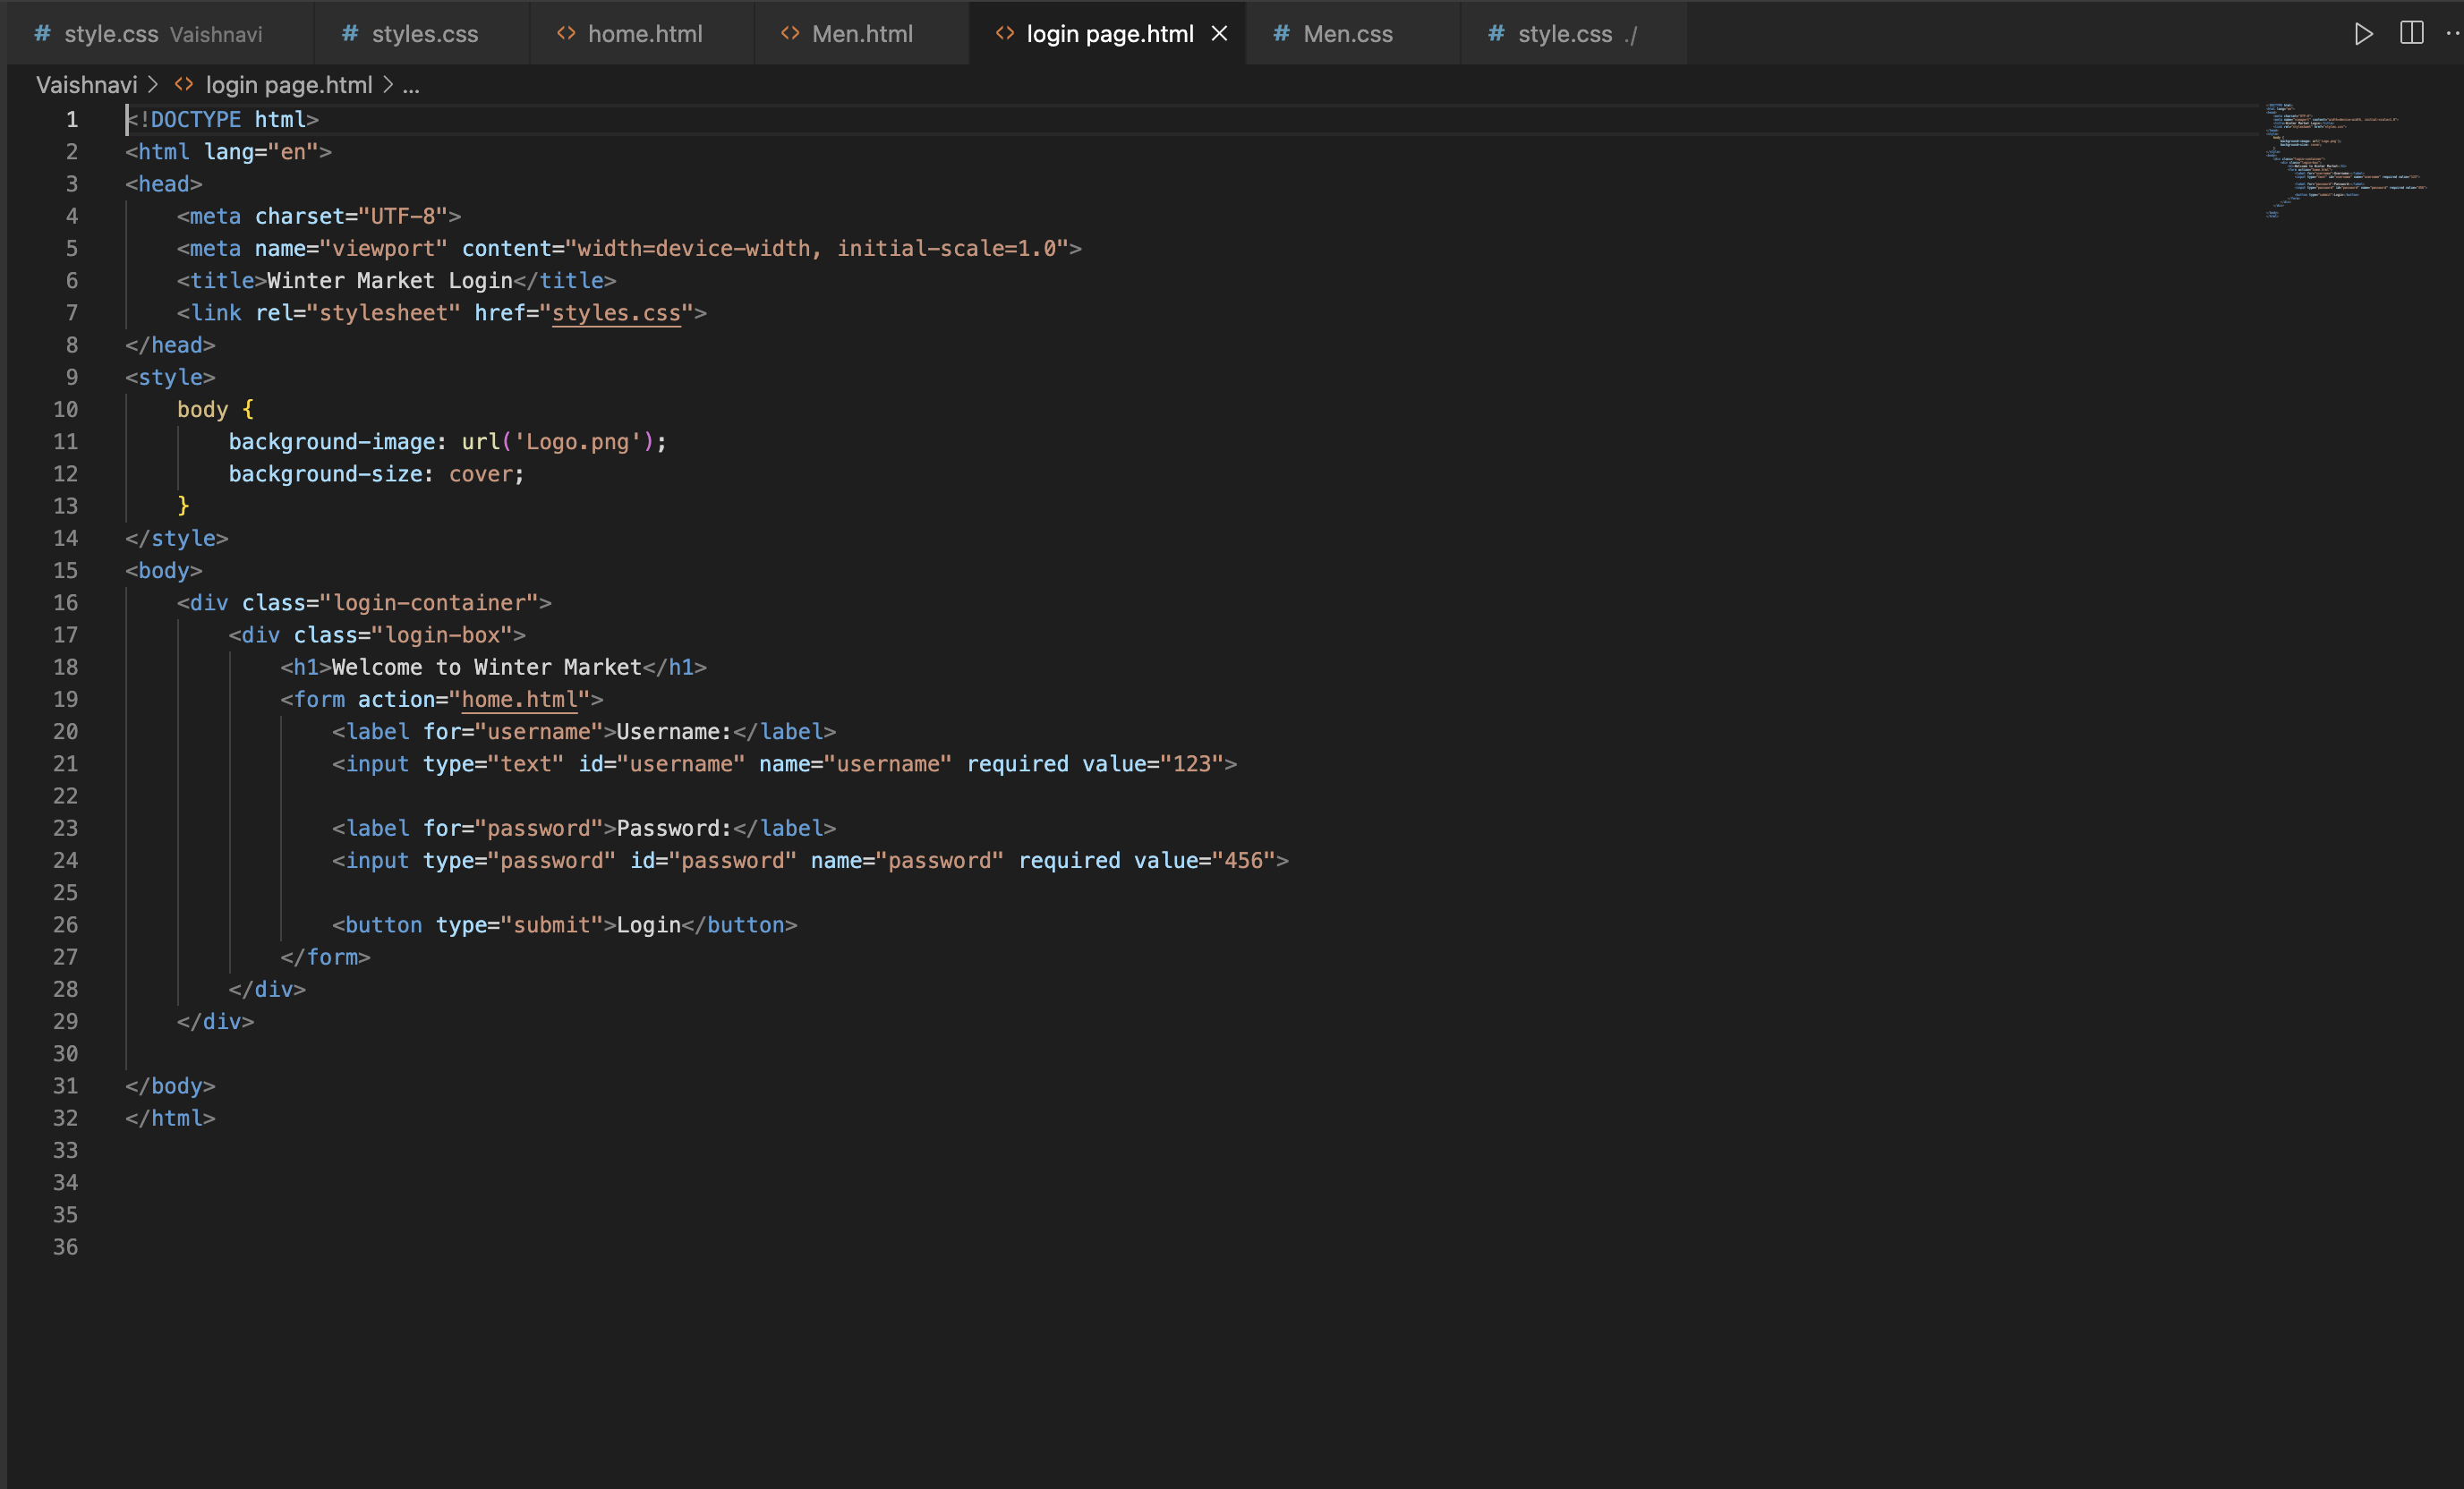 # style.css Vaishnavi # styles.css <> home.html <> Men.html <> login page.html × # Men.css # style.css ./
Vaishnavi > <> login page.html > ...
1 <!DOCTYPE html>
2 <html lang="en">
3 <head>
4 <meta charset="UTF-8">
5 <meta name="viewport" content="width=device-width, initial-scale=1.0">
6 <title>Winter Market Login</title>
7 <link rel="stylesheet" href="styles.css">
8 </head>
9 <style>
10 body {
11 background-image: url('Logo.png');
12 background-size: cover;
13 }
14 </style>
15 <body>
16 <div class="login-container">
17 <div class="login-box">
18 <h1>Welcome to Winter Market</h1>
19 <form action="home.html">
20 <label for="username">Username:</label>
21 <input type="text" id="username" name="username" required value="123">
22
23 <label for="password">Password:</label>
24 <input type="password" id="password" name="password" required value="456">
25
26 <button type="submit">Login</button>
27 </form>
28 </div>
29 </div>
30
31 </body>
32 </html>
33
34
35
36